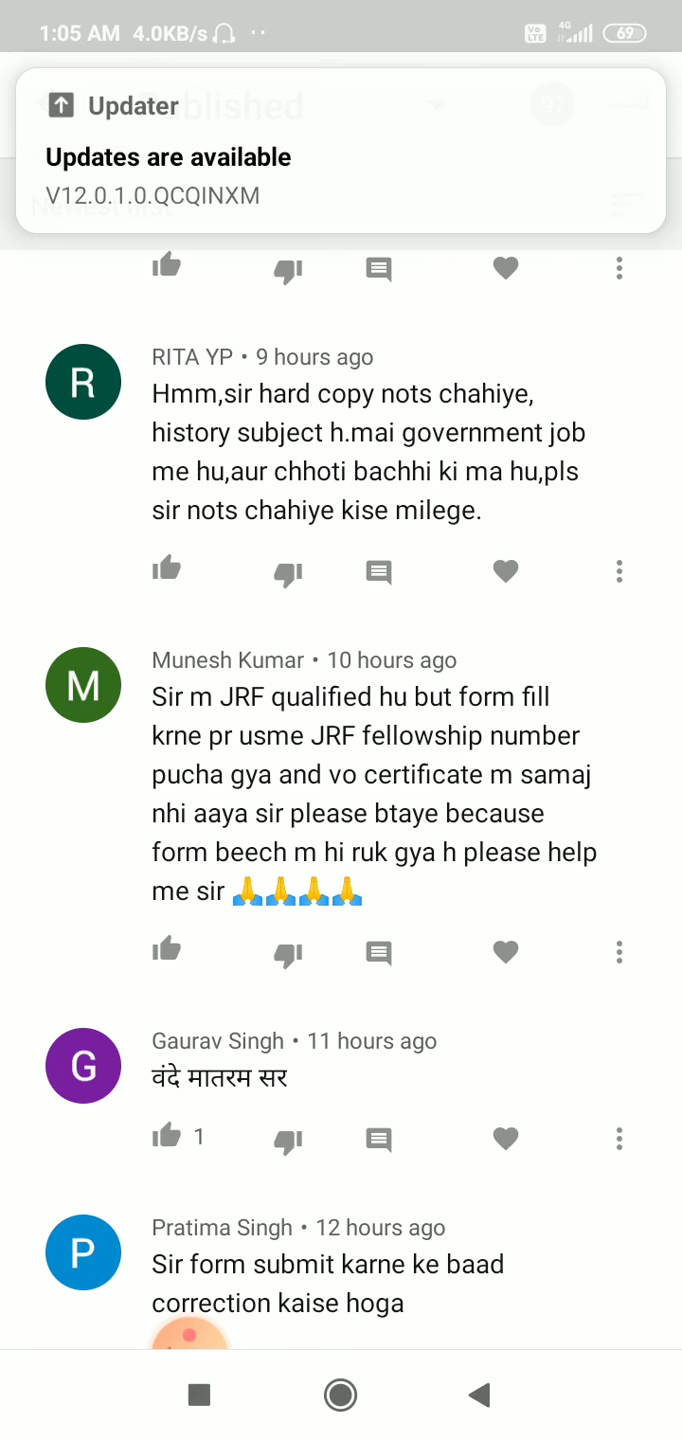 1:05 AM 4.0KB/s
Vo LTE 4G 69
Updater
Updates are available
V12.0.1.0.QCQINXM
RITA YP • 9 hours ago
R
Hmm,sir hard copy nots chahiye,
history subject h.mai government job
me hu,aur chhoti bachhi ki ma hu,pls
sir nots chahiye kise milege.
Munesh Kumar • 10 hours ago
M
Sir m JRF qualified hu but form fill
krne pr usme JRF fellowship number
pucha gya and vo certificate m samaj
nhi aaya sir please btaye because
form beech m hi ruk gya h please help
me sir 🙏🙏🙏🙏
Gaurav Singh • 11 hours ago
G
वंदे मातरम सर
1
Pratima Singh • 12 hours ago
P
Sir form submit karne ke baad
correction kaise hoga